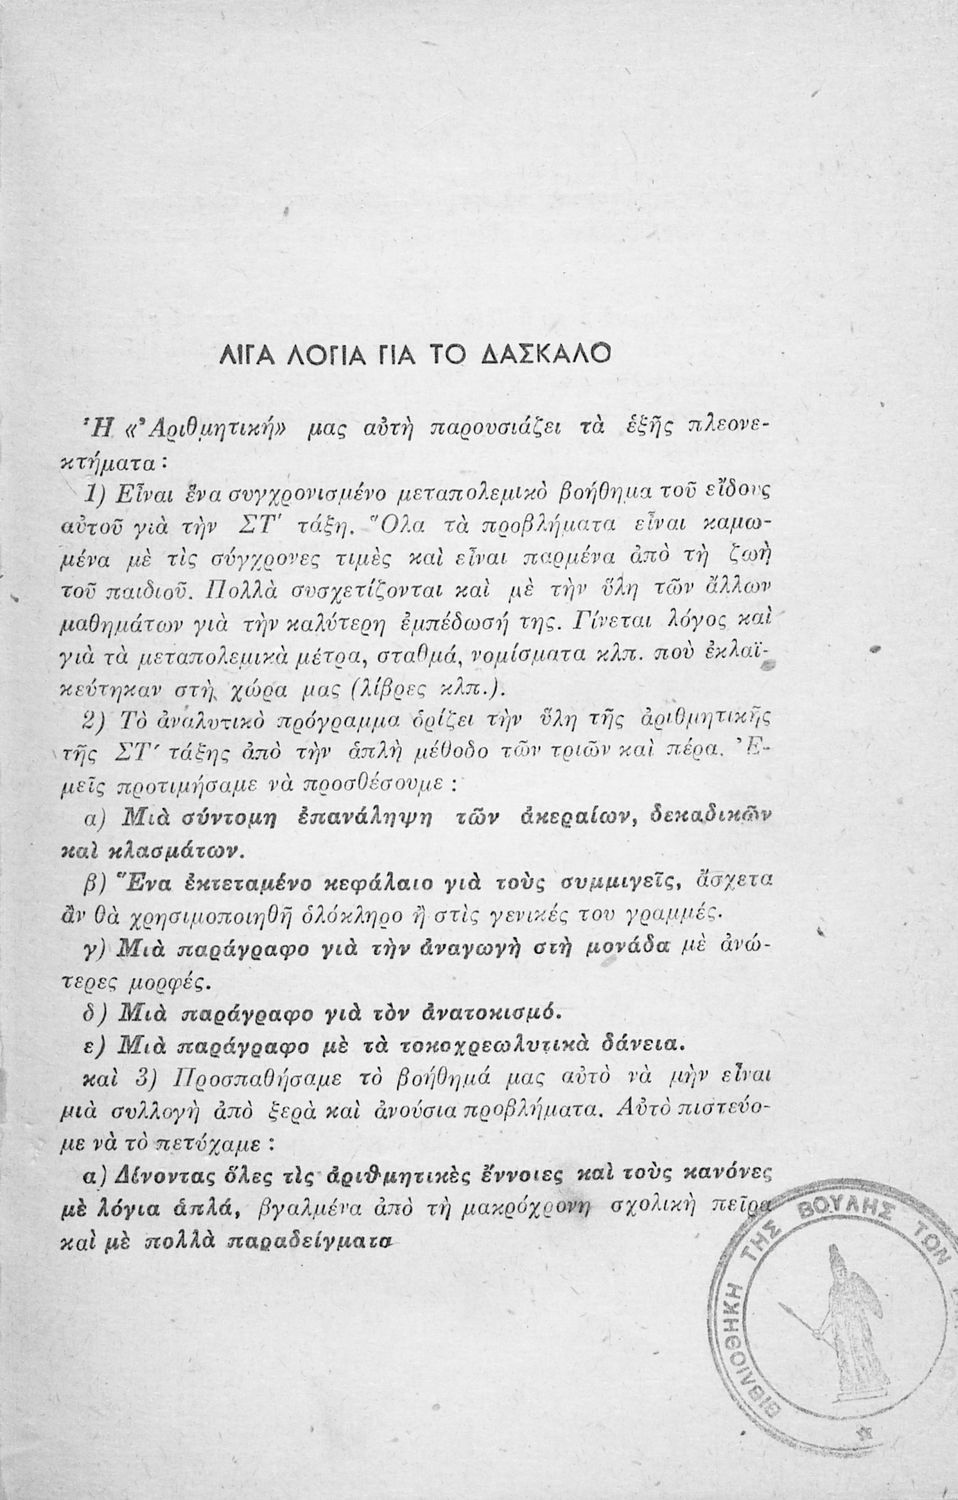 ΛΙΓΑ ΛΟΓΙΑ ΓΙΑ ΤΟ ΔΑΣΚΑΛΟ
Ἡ «Ἀριθμητική» μας αὐτὴ παρουσιάζει τὰ ἑξῆς πλεονε-
κτήματα :
1) Εἶναι ἕνα συγχρονισμένο μεταπολεμικὸ βοήθημα τοῦ εἴδους
αὐτοῦ γιὰ τὴν ΣΤ' τάξη. Ὅλα τὰ προβλήματα εἶναι καμω-
μένα μὲ τὶς σύγχρονες τιμὲς καὶ εἶναι παρμένα ἀπὸ τὴ ζωὴ
τοῦ παιδιοῦ. Πολλὰ συσχετίζονται καὶ μὲ τὴν ὕλη τῶν ἄλλων
μαθημάτων γιὰ τὴν καλύτερη ἐμπέδωσή της. Γίνεται λόγος καὶ
γιὰ τὰ μεταπολεμικὰ μέτρα, σταθμά, νομίσματα κλπ. ποὺ ἐκλαϊ-
κεύτηκαν στὴ χώρα μας (λίβρες κλπ.).
2) Τὸ ἀναλυτικὸ πρόγραμμα ὁρίζει τὴν ὕλη τῆς ἀριθμητικῆς
τῆς ΣΤ' τάξης ἀπὸ τὴν ἁπλὴ μέθοδο τῶν τριῶν καὶ πέρα. Ἐ-
μεῖς προτιμήσαμε νὰ προσθέσουμε :
α) Μιὰ σύντομη ἐπανάληψη τῶν ἀκεραίων, δεκαδικῶν
καὶ κλασμάτων.
β) Ἕνα ἐκτεταμένο κεφάλαιο γιὰ τοὺς συμμιγεῖς, ἄσχετα
ἂν θὰ χρησιμοποιηθῆ ὁλόκληρο ἢ στὶς γενικές του γραμμές.
γ) Μιὰ παράγραφο γιὰ τὴν ἀναγωγὴ στὴ μονάδα μὲ ἀνώ-
τερες μορφές.
δ) Μιὰ παράγραφο γιὰ τὸν ἀνατοκισμό.
ε) Μιὰ παράγραφο μὲ τὰ τοκοχρεωλυτικὰ δάνεια.
καὶ 3) Προσπαθήσαμε τὸ βοήθημά μας αὐτὸ νὰ μὴν εἶναι
μιὰ συλλογὴ ἀπὸ ξερὰ καὶ ἀνούσια προβλήματα. Αὐτὸ πιστεύο-
με νὰ τὸ πετύχαμε :
α) Δίνοντας ὅλες τὶς ἀριθμητικὲς ἔννοιες καὶ τοὺς κανόνες
μὲ λόγια ἁπλά, βγαλμένα ἀπὸ τὴ μακρόχρονη σχολικὴ πεῖρα
καὶ μὲ πολλὰ παραδείγματα
ΒΙΒΛΙΟΘΗΚΗ ΤΗΣ ΒΟΥΛΗΣ ΤΩΝ